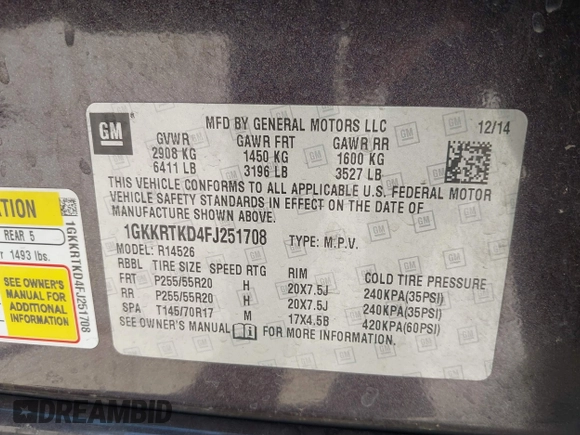 GM
MFD BY GENERAL MOTORS LLC 12/14
GVWR GAWR FRT GAWR RR
2908 KG 1450 KG 1600 KG
6411 LB 3196 LB 3527 LB
THIS VEHICLE CONFORMS TO ALL APPLICABLE U.S. FEDERAL MOTOR
VEHICLE SAFETY STANDARDS IN EFFECT ON THE DATE OF
MANUFACTURE SHOWN ABOVE.
1GKKRTKD4FJ251708 TYPE: M.P.V.
MODEL: R14526
RBBL TIRE SIZE SPEED RTG RIM COLD TIRE PRESSURE
FRT P255/55R20 H 20X7.5J 240KPA(35PSI)
RR P255/55R20 H 20X7.5J 240KPA(35PSI)
SPA T145/70R17 M 17X4.5B 420KPA(60PSI)
SEE OWNER'S MANUAL FOR MORE INFORMATION
REAR 5
1493 lbs.
SEE OWNER'S
MANUAL FOR
ADDITIONAL
INFORMATION
1GKKRTKD4FJ251708
DREAMBID